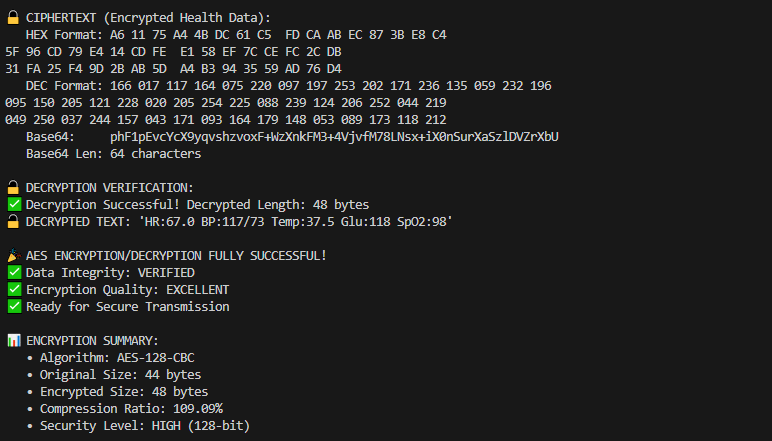 🔒 CIPHERTEXT (Encrypted Health Data):
HEX Format: A6 11 75 A4 4B DC 61 C5  FD CA AB EC 87 3B E8 C4
5F 96 CD 79 E4 14 CD FE  E1 58 EF 7C CE FC 2C DB
31 FA 25 F4 9D 2B AB 5D  A4 B3 94 35 59 AD 76 D4
DEC Format: 166 017 117 164 075 220 097 197 253 202 171 236 135 059 232 196
095 150 205 121 228 020 205 254 225 088 239 124 206 252 044 219
049 250 037 244 157 043 171 093 164 179 148 053 089 173 118 212
Base64:     phF1pEvcYcX9yqvshzvoxF+WzXnkFM3+4VjvfM78LNsx+iX0nSurXaSzlDVZrXbU
Base64 Len: 64 characters
🔓 DECRYPTION VERIFICATION:
✅ Decryption Successful! Decrypted Length: 48 bytes
🔓 DECRYPTED TEXT: 'HR:67.0 BP:117/73 Temp:37.5 Glu:118 SpO2:98'
🎉 AES ENCRYPTION/DECRYPTION FULLY SUCCESSFUL!
✅ Data Integrity: VERIFIED
✅ Encryption Quality: EXCELLENT
✅ Ready for Secure Transmission
📊 ENCRYPTION SUMMARY:
• Algorithm: AES-128-CBC
• Original Size: 44 bytes
• Encrypted Size: 48 bytes
• Compression Ratio: 109.09%
• Security Level: HIGH (128-bit)